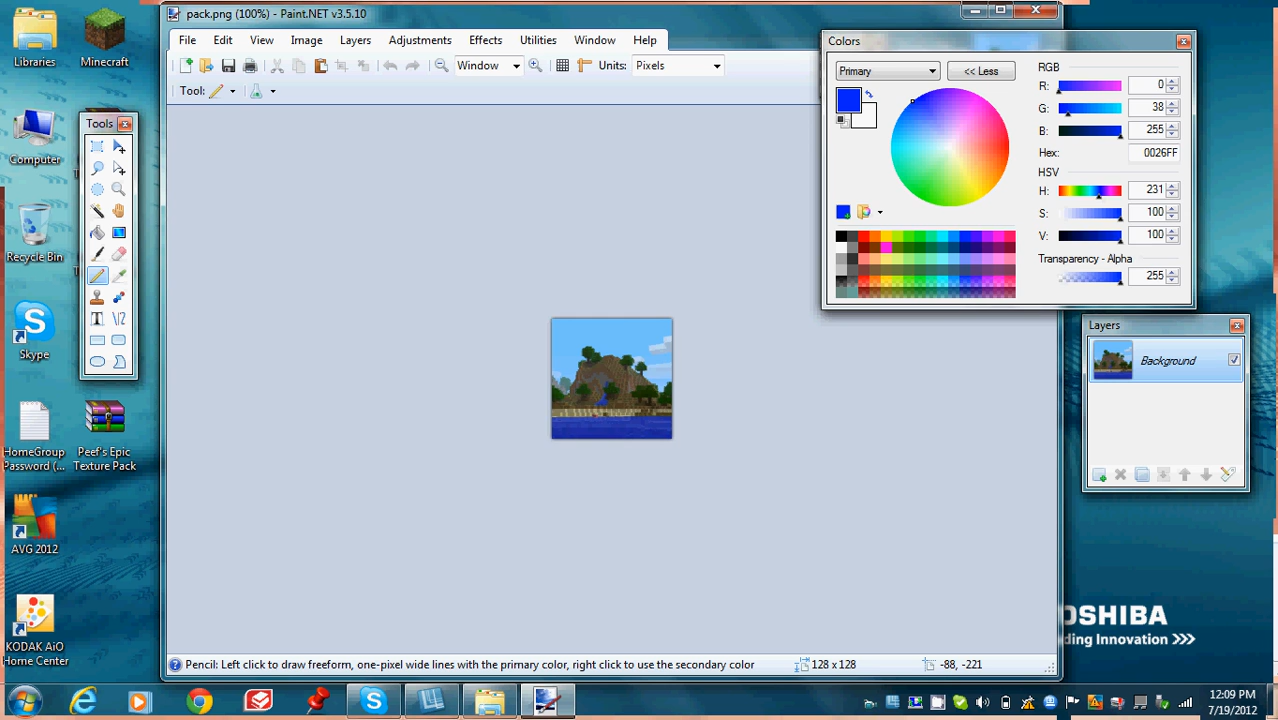 pack.png (100%) - Paint.NET v3.5.10
File Edit View Image Layers Adjustments Effects Utilities Window Help
Window Units: Pixels
Tool:
Libraries
Minecraft
Computer
Recycle Bin
Skype
HomeGroup
Password (...
Peef's Epic
Texture Pack
AVG 2012
KODAK AiO
Home Center
Tools
Colors
Primary
<< Less
RGB
R: 0
G: 38
B: 255
Hex: 0026FF
HSV
H: 231
S: 100
V: 100
Transparency - Alpha
255
Layers
Background
OSHIBA
ding Innovation >>>
Pencil: Left click to draw freeform, one-pixel wide lines with the primary color, right click to use the secondary color
128 x 128
-88, -221
12:09 PM
7/19/2012